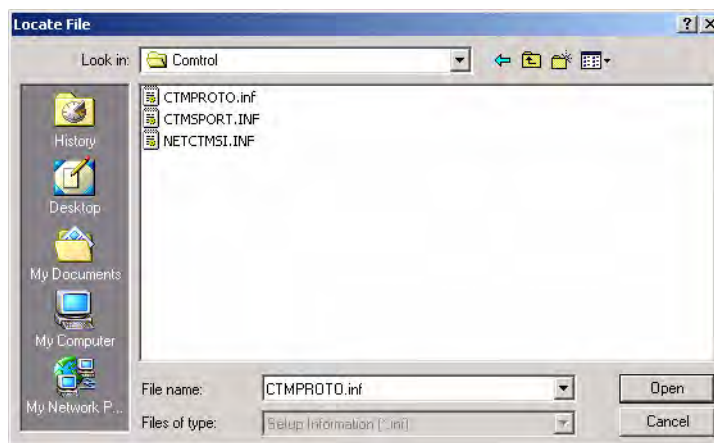 Locate File
Look in:
Comtrol
History
Desktop
My Documents
My Computer
My Network P...
CTMPROTO.inf
CTMSPORT.INF
NETCTMSI.INF
File name:
CTMPROTO.inf
Open
Files of type:
Setup Information (*.inf)
Cancel